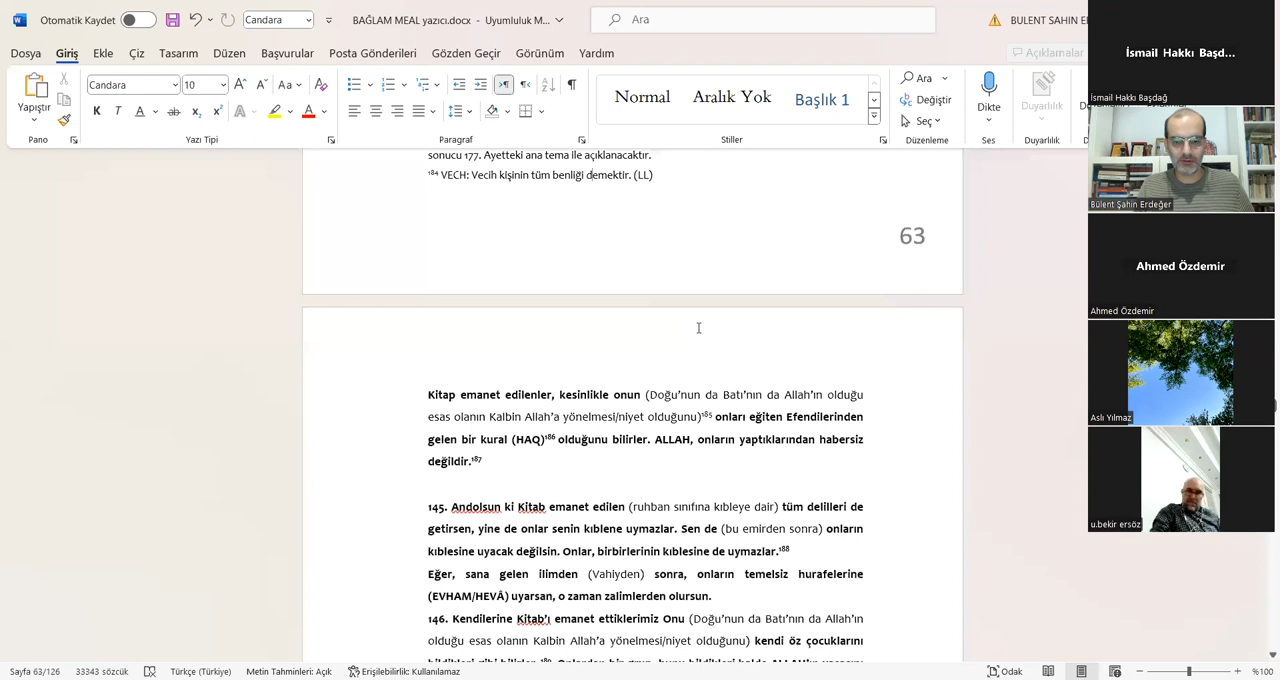 Otomatik Kaydet
Candara
BAĞLAM MEAL yazıcı.docx - Uyumluluk M...
Ara
BULENT SAHIN
İsmail Hakkı Başd...
İsmail Hakkı Başdağ
Dosya Giriş Ekle Çiz Tasarım Düzen Başvurular Posta Gönderileri Gözden Geçir Görünüm Yardım
Açıklamalar
Yapıştır
Candara 10
Normal Aralık Yok Başlık 1
Ara
Değiştir
Seç
Dikte
Duyarlılık
Pano Yazı Tipi Paragraf Stiller Düzenleme Ses Duyarlılık
sonucu 177. Ayetteki ana tema ile açıklanacaktır.
¹⁸⁴ VECH: Vecih kişinin tüm benliği demektir. (LL)
63
Bülent Şahin Erdeğer
Ahmed Özdemir
Ahmed Özdemir
Aslı Yılmaz
u.bekir ersöz
Kitap emanet edilenler, kesinlikle onun (Doğu’nun da Batı’nın da Allah’ın olduğu
esas olanın Kalbin Allah’a yönelmesi/niyet olduğunu)¹⁸⁵ onları eğiten Efendilerinden
gelen bir kural (HAQ)¹⁸⁶ olduğunu bilirler. ALLAH, onların yaptıklarından habersiz
değildir.¹⁸⁷
145. Andolsun ki Kitab emanet edilen (ruhban sınıfına kıbleye dair) tüm delilleri de
getirsen, yine de onlar senin kıblene uymazlar. Sen de (bu emirden sonra) onların
kıblesine uyacak değilsin. Onlar, birbirlerinin kıblesine de uymazlar.¹⁸⁸
Eğer, sana gelen ilimden (Vahiyden) sonra, onların temelsiz hurafelerine
(EVHAM/HEVÂ) uyarsan, o zaman zalimlerden olursun.
146. Kendilerine Kitab’ı emanet ettiklerimiz Onu (Doğu’nun da Batı’nın da Allah’ın
olduğu esas olanın Kalbin Allah’a yönelmesi/niyet olduğunu) kendi öz çocuklarını
Sayfa 63/126 33343 sözcük Türkçe (Türkiye) Metin Tahminleri: Açık Erişilebilirlik: Kullanılamaz Odak %100